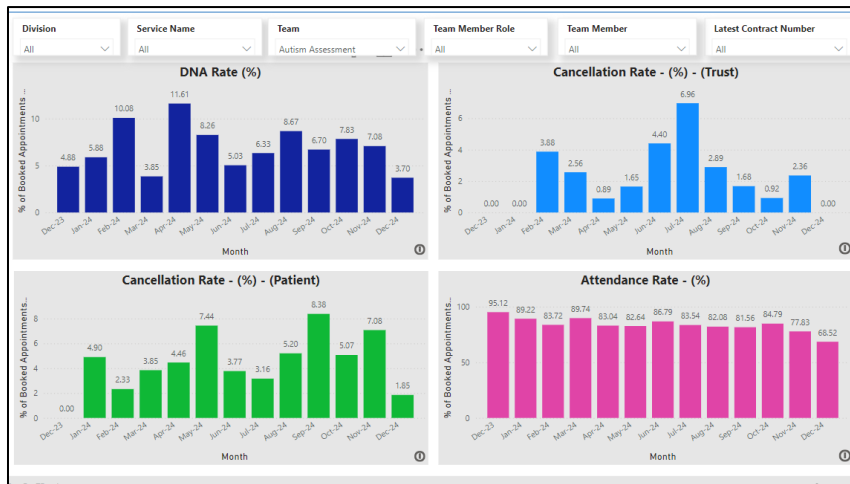 Division Service Name Team Team Member Role Team Member Latest Contract Number
All All Autism Assessment All All All
DNA Rate (%)
% of Booked Appointments ...
10
5
0
4.88 5.88 10.08 3.85 11.61 8.26 5.03 6.33 8.67 6.70 7.83 7.08 3.70
Dec-23 Jan-24 Feb-24 Mar-24 Apr-24 May-24 Jun-24 Jul-24 Aug-24 Sep-24 Oct-24 Nov-24 Dec-24
Month
Cancellation Rate - (%) - (Trust)
% of Booked Appointments ...
6
4
2
0
0.00 0.00 3.88 2.56 0.89 1.65 4.40 6.96 2.89 1.68 0.92 2.36 0.00
Dec-23 Jan-24 Feb-24 Mar-24 Apr-24 May-24 Jun-24 Jul-24 Aug-24 Sep-24 Oct-24 Nov-24 Dec-24
Month
Cancellation Rate - (%) - (Patient)
% of Booked Appointments...
8
6
4
2
0
0.00 4.90 2.33 3.85 4.46 7.44 3.77 3.16 5.20 8.38 5.07 7.08 1.85
Dec-23 Jan-24 Feb-24 Mar-24 Apr-24 May-24 Jun-24 Jul-24 Aug-24 Sep-24 Oct-24 Nov-24 Dec-24
Month
Attendance Rate - (%)
% of Booked Appointments...
100
50
0
95.12 89.22 83.72 89.74 83.04 82.64 86.79 83.54 82.08 81.56 84.79 77.83 68.52
Dec-23 Jan-24 Feb-24 Mar-24 Apr-24 May-24 Jun-24 Jul-24 Aug-24 Sep-24 Oct-24 Nov-24 Dec-24
Month